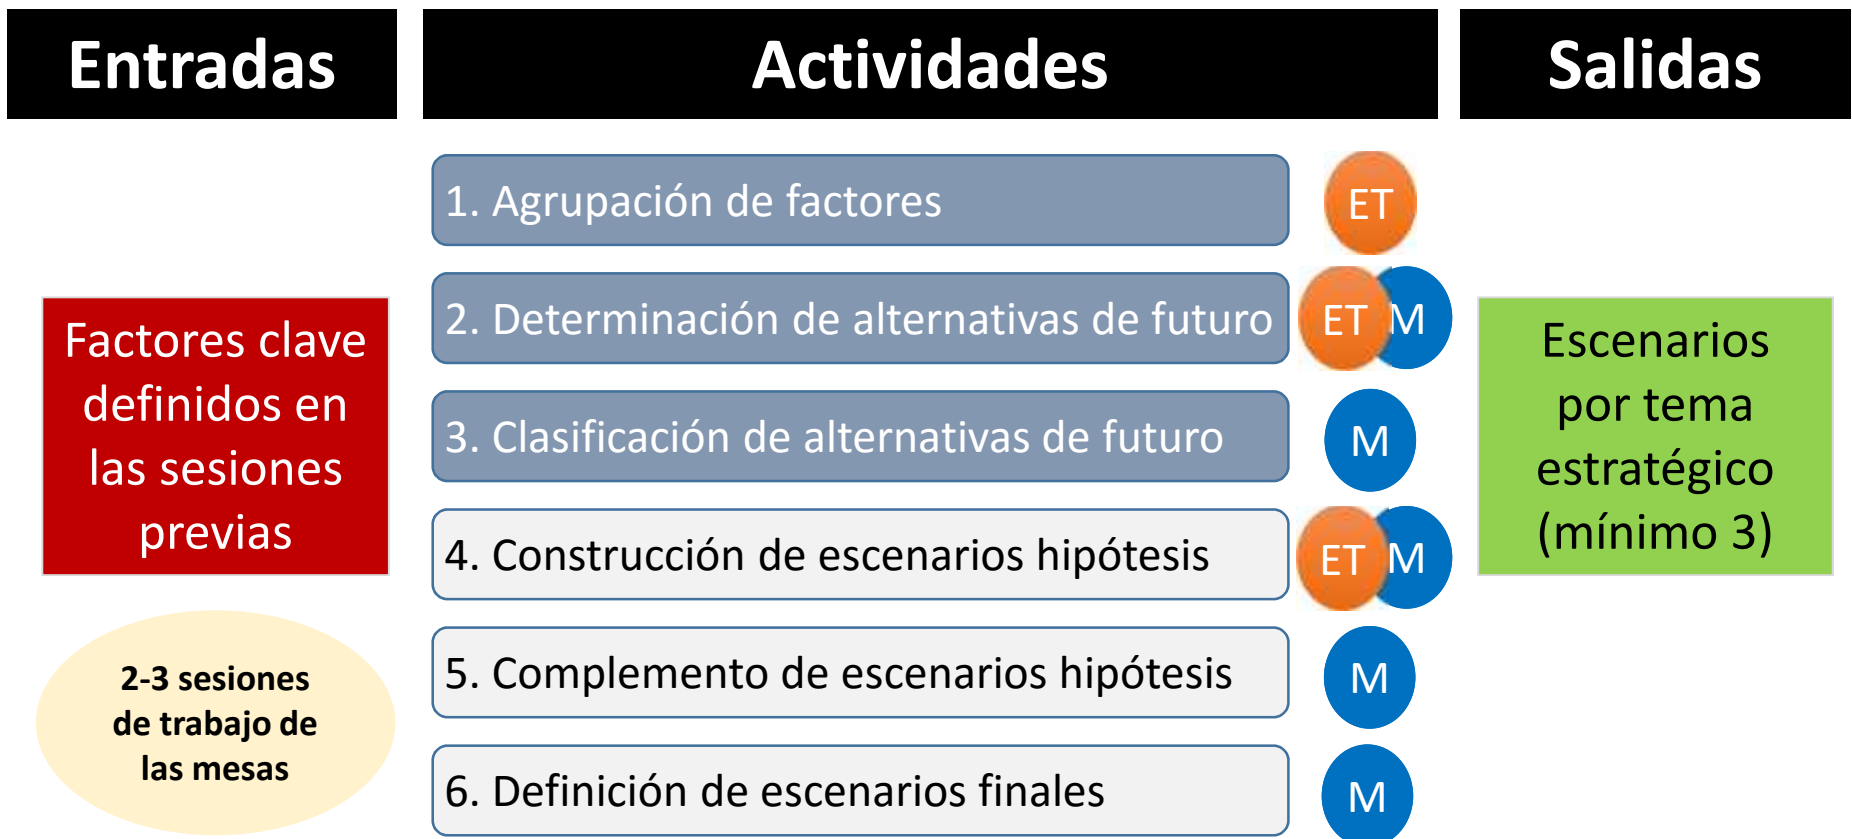 Entradas
Actividades
Salidas
Factores clave
definidos en
las sesiones
previas
2-3 sesiones
de trabajo de
las mesas
1. Agrupación de factores
ET
2. Determinación de alternativas de futuro
ET M
3. Clasificación de alternativas de futuro
M
4. Construcción de escenarios hipótesis
ET M
5. Complemento de escenarios hipótesis
M
6. Definición de escenarios finales
M
Escenarios
por tema
estratégico
(mínimo 3)